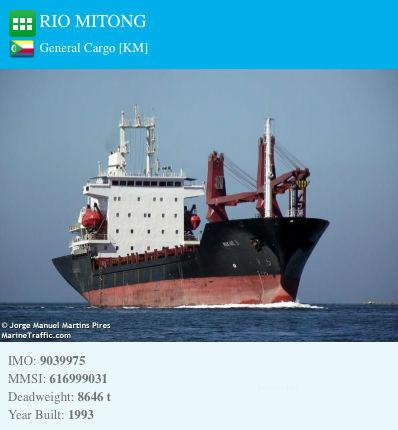 RIO MITONG
General Cargo [KM]
© Jorge Manuel Martins Pires
MarineTraffic.com
IMO: 9039975
MMSI: 616999031
Deadweight: 8646 t
Year Built: 1993